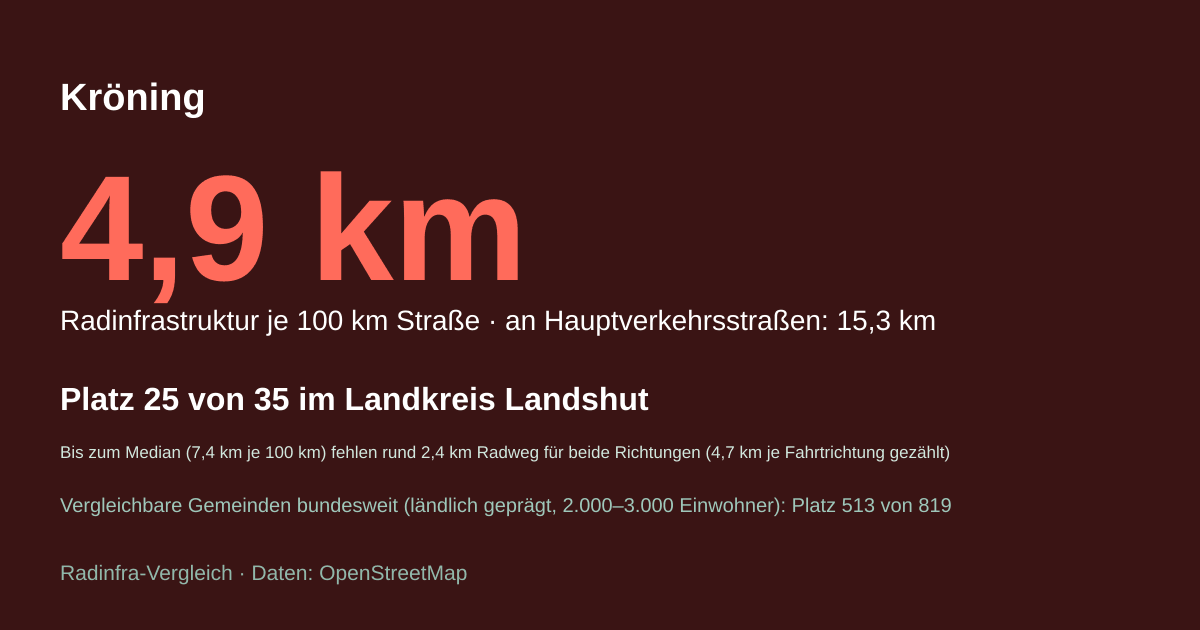 Kröning
4,9 km
Radinfrastruktur je 100 km Straße · an Hauptverkehrsstraßen: 15,3 km
Platz 25 von 35 im Landkreis Landshut
Bis zum Median (7,4 km je 100 km) fehlen rund 2,4 km Radweg für beide Richtungen (4,7 km je Fahrtrichtung gezählt)
Vergleichbare Gemeinden bundesweit (ländlich geprägt, 2.000–3.000 Einwohner): Platz 513 von 819
Radinfra-Vergleich · Daten: OpenStreetMap